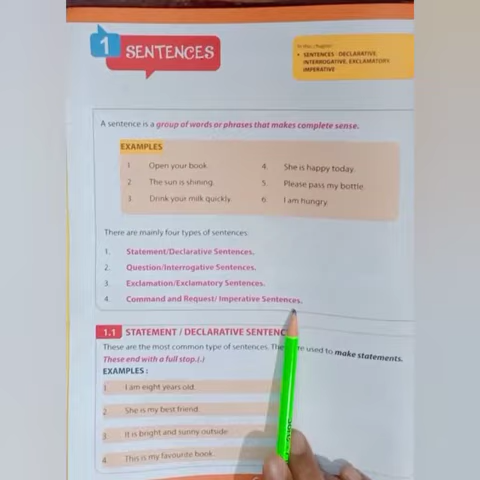 1 SENTENCES
In this Chapter
• SENTENCES : DECLARATIVE,
INTERROGATIVE, EXCLAMATORY
IMPERATIVE
A sentence is a group of words or phrases that makes complete sense.
EXAMPLES
1. Open your book.
2. The sun is shining.
3. Drink your milk quickly.
4. She is happy today.
5. Please pass my bottle.
6. I am hungry.
There are mainly four types of sentences:
1. Statement/Declarative Sentences.
2. Question/Interrogative Sentences.
3. Exclamation/Exclamatory Sentences.
4. Command and Request/ Imperative Sentences.
1.1 STATEMENT / DECLARATIVE SENTENC
These are the most common type of sentences. The re used to make statements.
These end with a full stop.(.)
EXAMPLES :
1 I am eight years old.
2 She is my best friend.
3 It is bright and sunny outside.
4 This is my favourite book.